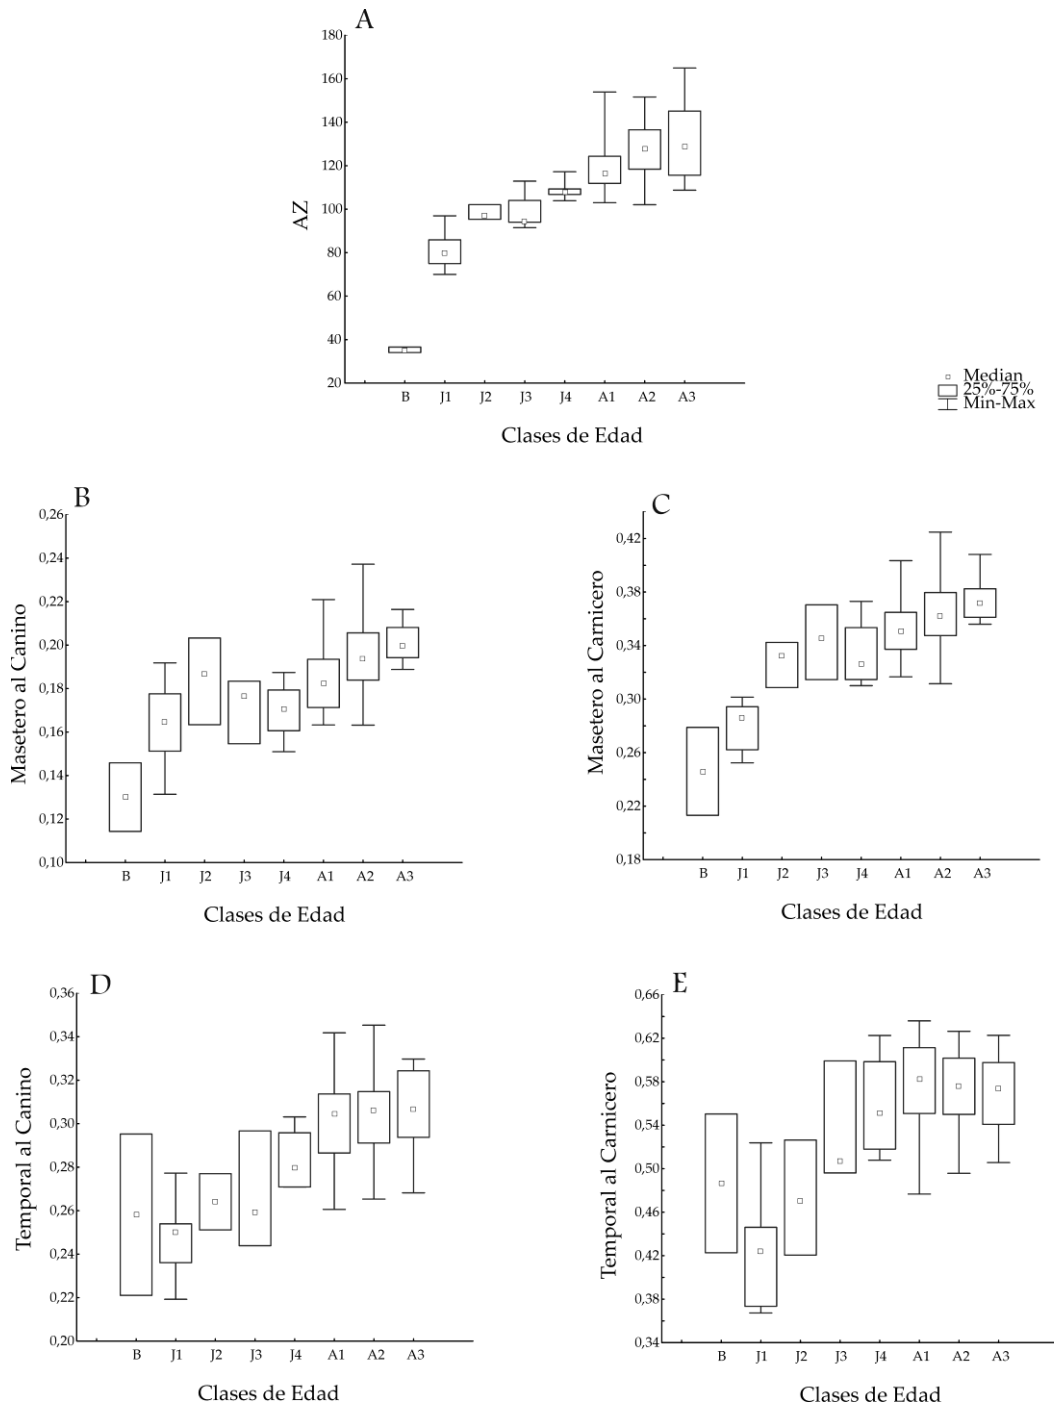 A
180
160
140
120
100
80
60
40
20
AZ
B J1 J2 J3 J4 A1 A2 A3
Clases de Edad
Median
25%-75%
Min-Max
B
0,26
0,24
0,22
0,20
0,18
0,16
0,14
0,12
0,10
Masetero al Canino
B J1 J2 J3 J4 A1 A2 A3
Clases de Edad
C
0,42
0,38
0,34
0,30
0,26
0,22
0,18
Masetero al Carnicero
B J1 J2 J3 J4 A1 A2 A3
Clases de Edad
D
0,36
0,34
0,32
0,30
0,28
0,26
0,24
0,22
0,20
Temporal al Canino
B J1 J2 J3 J4 A1 A2 A3
Clases de Edad
E
0,66
0,62
0,58
0,54
0,50
0,46
0,42
0,38
0,34
Temporal al Carnicero
B J1 J2 J3 J4 A1 A2 A3
Clases de Edad